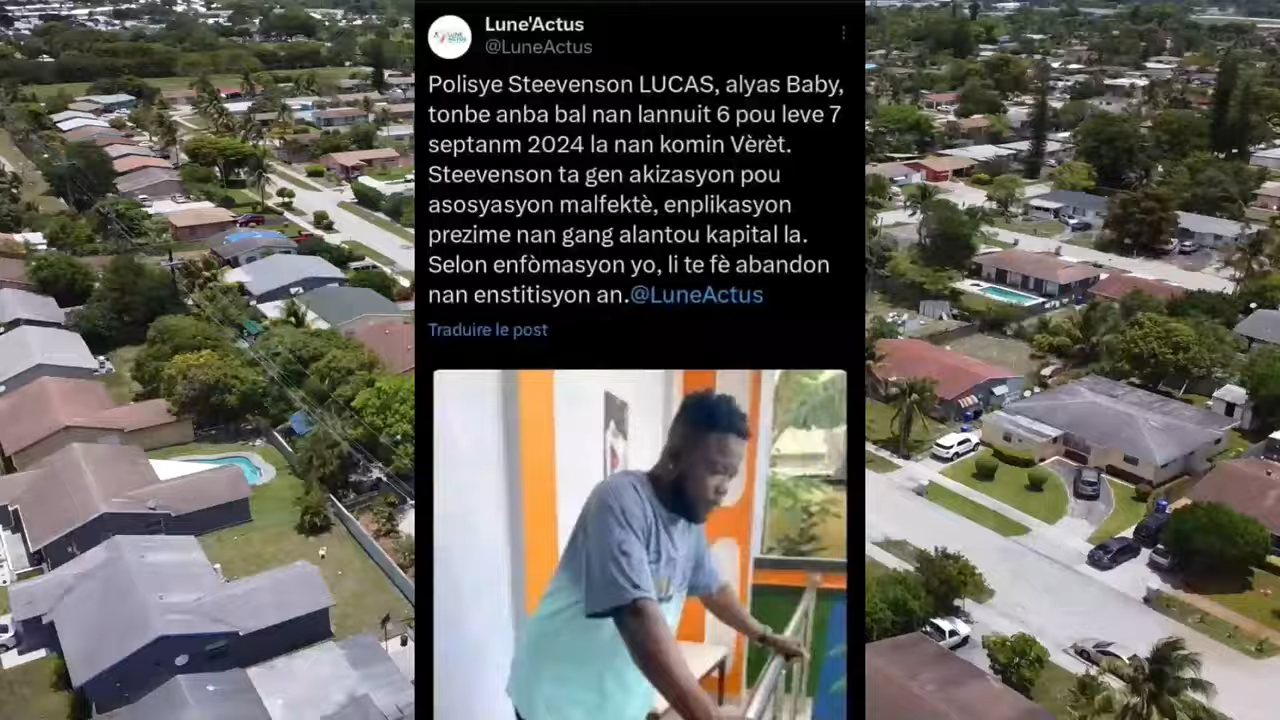 Lune'Actus
@LuneActus
Polisye Steevenson LUCAS, alyas Baby,
tonbe anba bal nan lannuit 6 pou leve 7
septanm 2024 la nan komin Vèrèt.
Steevenson ta gen akizasyon pou
asosyasyon malfektè, enplikasyon
prezime nan gang alantou kapital la.
Selon enfòmasyon yo, li te fè abandon
nan enstitisyon an.@LuneActus
Traduire le post